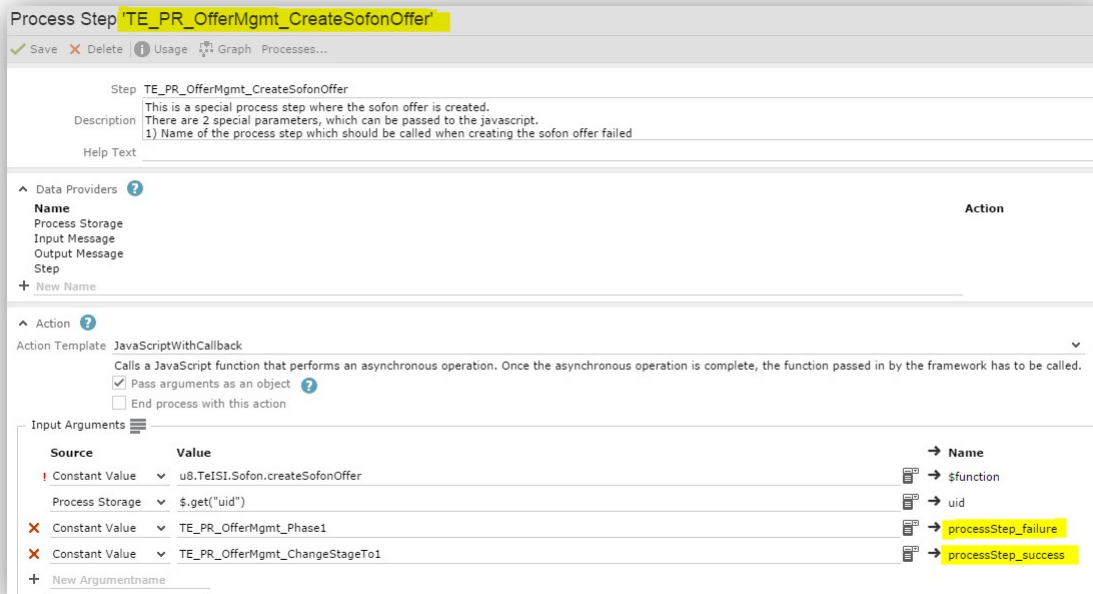 Process Step 'TE_PR_OfferMgmt_CreateSofonOffer'
Save Delete Usage Graph Processes...
Step TE_PR_OfferMgmt_CreateSofonOffer
Description This is a special process step where the sofon offer is created.
There are 2 special parameters, which can be passed to the javascript.
1) Name of the process step which should be called when creating the sofon offer failed
Help Text
Data Providers ?
Name Action
Process Storage
Input Message
Output Message
Step
+ New Name
Action ?
Action Template JavaScriptWithCallback
Calls a JavaScript function that performs an asynchronous operation. Once the asynchronous operation is complete, the function passed in by the framework has to be called.
Pass arguments as an object ?
End process with this action
Input Arguments
Source Value → Name
! Constant Value u8.TeISI.Sofon.createSofonOffer → $function
Process Storage $.get("uid") → uid
Constant Value TE_PR_OfferMgmt_Phase1 → processStep_failure
Constant Value TE_PR_OfferMgmt_ChangeStageTo1 → processStep_success
+ New Argumentname